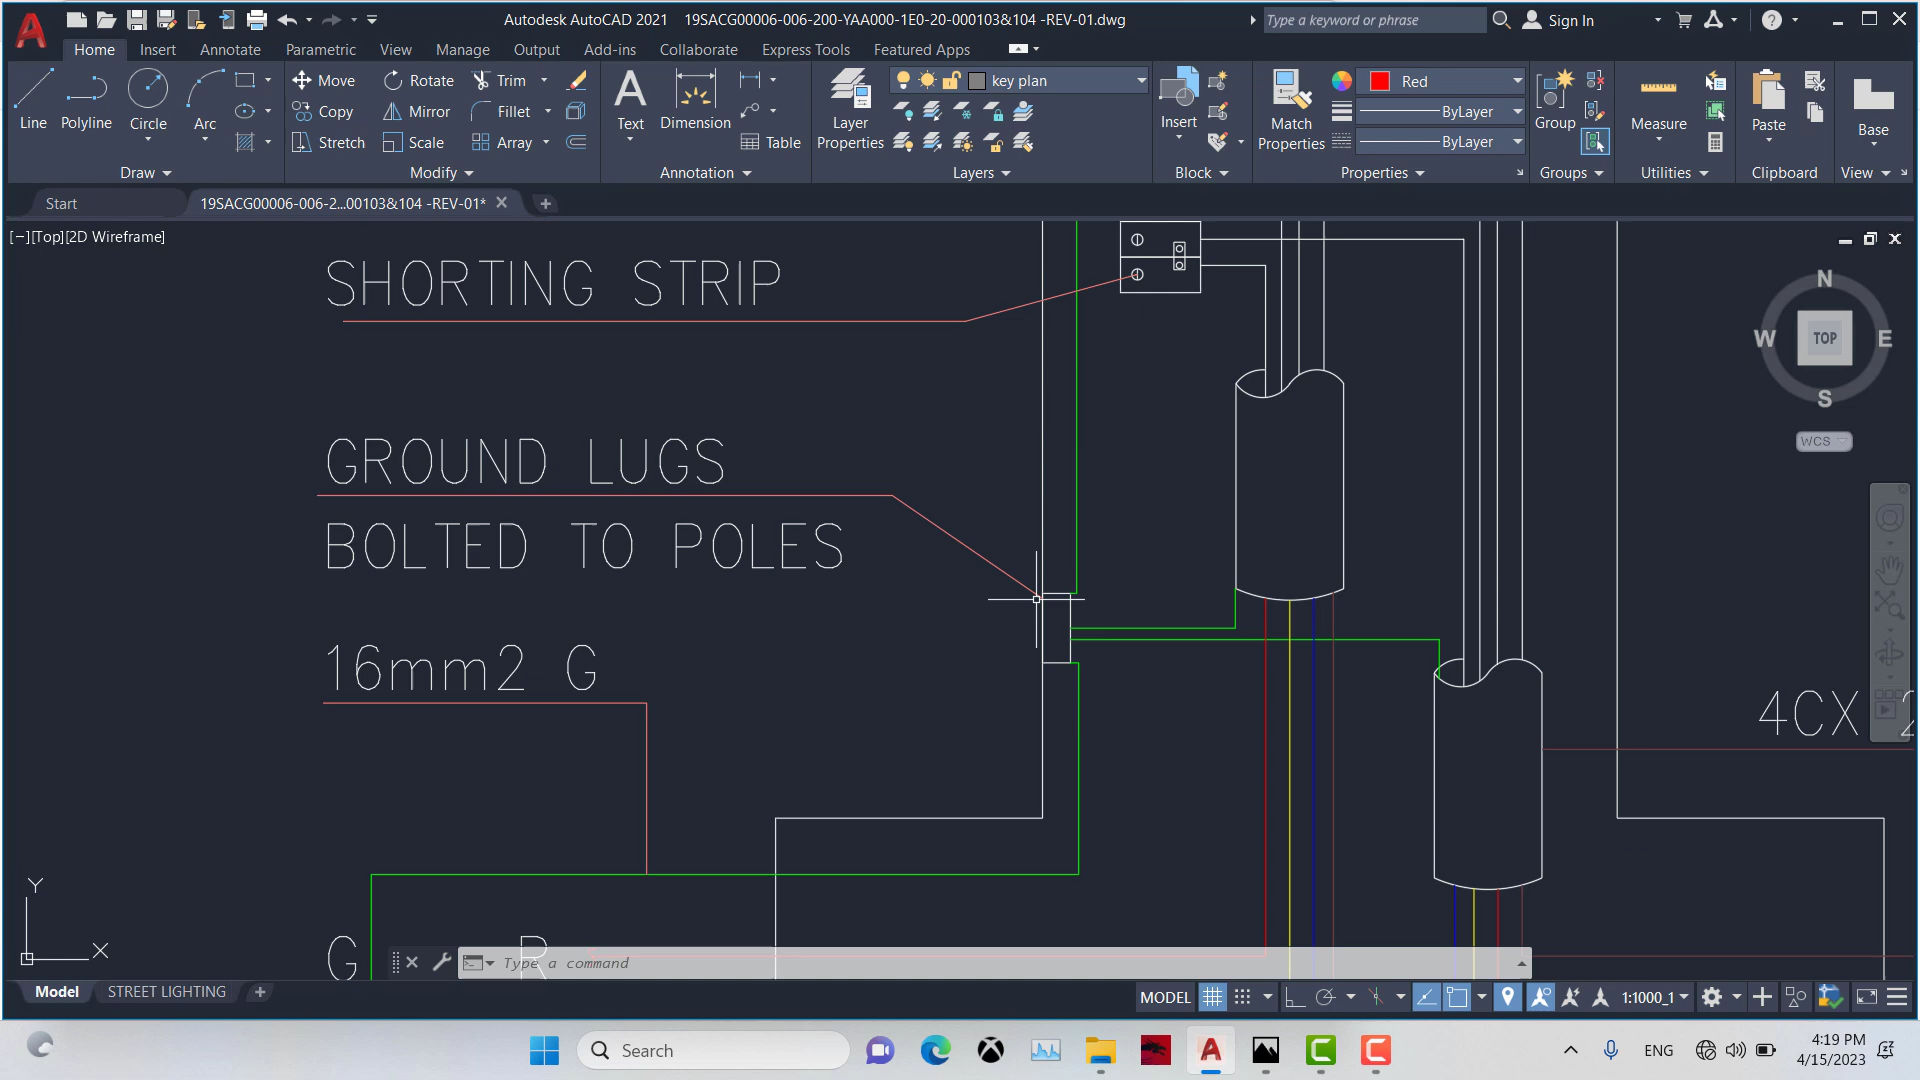 Autodesk AutoCAD 2021 19SACG00006-006-200-YAA000-1E0-20-000103&104 -REV-01.dwg
Type a keyword or phrase
Sign In
Home Insert Annotate Parametric View Manage Output Add-ins Collaborate Express Tools Featured Apps
Line Polyline Circle Arc
Move Rotate Trim
Copy Mirror Fillet
Stretch Scale Array
Text Dimension Table
Layer Properties
key plan
Insert
Match Properties
Red
ByLayer
ByLayer
Group Measure Paste Base
Draw Modify Annotation Layers Block Properties Groups Utilities Clipboard View
Start 19SACG00006-006-2...00103&104 -REV-01*
[−][Top][2D Wireframe]
SHORTING STRIP
GROUND LUGS
BOLTED TO POLES
16mm2 G
4CX
G R
N
W TOP E
S
WCS
Y
X
Type a command
Model STREET LIGHTING
MODEL 1:1000_1
Search
ENG
4:19 PM
4/15/2023